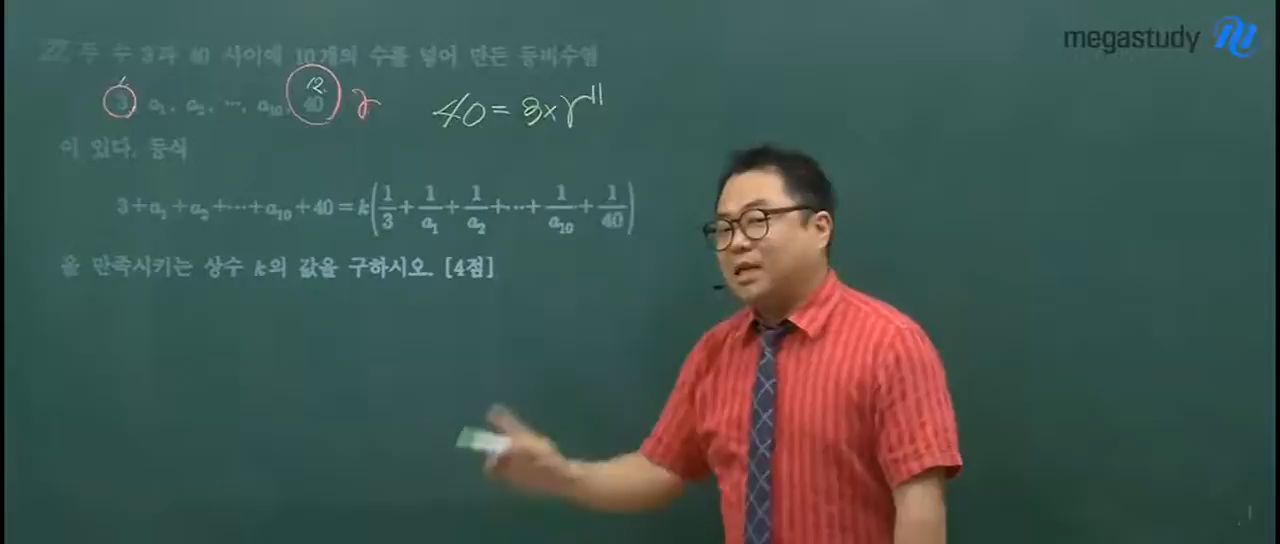 megastudy
27. 두 수 3과 40 사이에 10개의 수를 넣어 만든 등비수열
3, a₁, a₂, ⋯, a₁₀, 40 12 r 40 = 3×r¹¹
이 있다. 등식
3+a₁+a₂+⋯+a₁₀+40=k(1/3+1/a₁+1/a₂+⋯+1/a₁₀+1/40)
을 만족시키는 상수 k의 값을 구하시오. [4점]